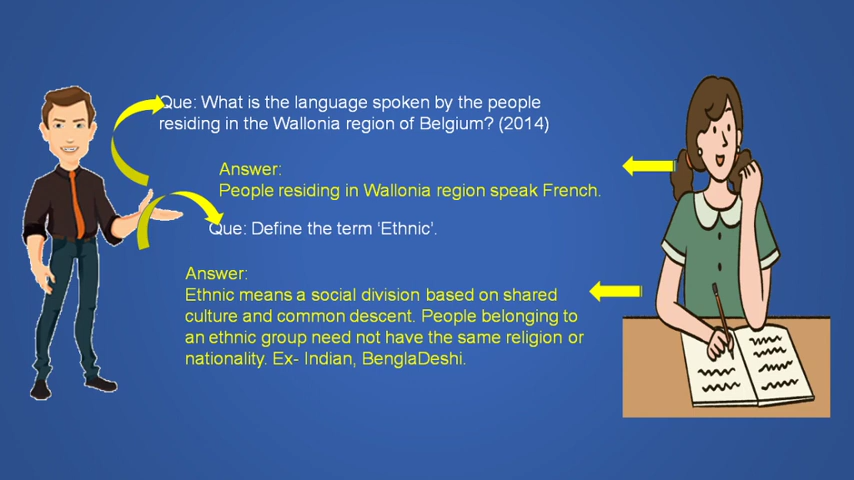 Que: What is the language spoken by the people
residing in the Wallonia region of Belgium? (2014)
Answer:
People residing in Wallonia region speak French.
Que: Define the term ‘Ethnic’.
Answer:
Ethnic means a social division based on shared
culture and common descent. People belonging to
an ethnic group need not have the same religion or
nationality. Ex- Indian, BenglaDeshi.